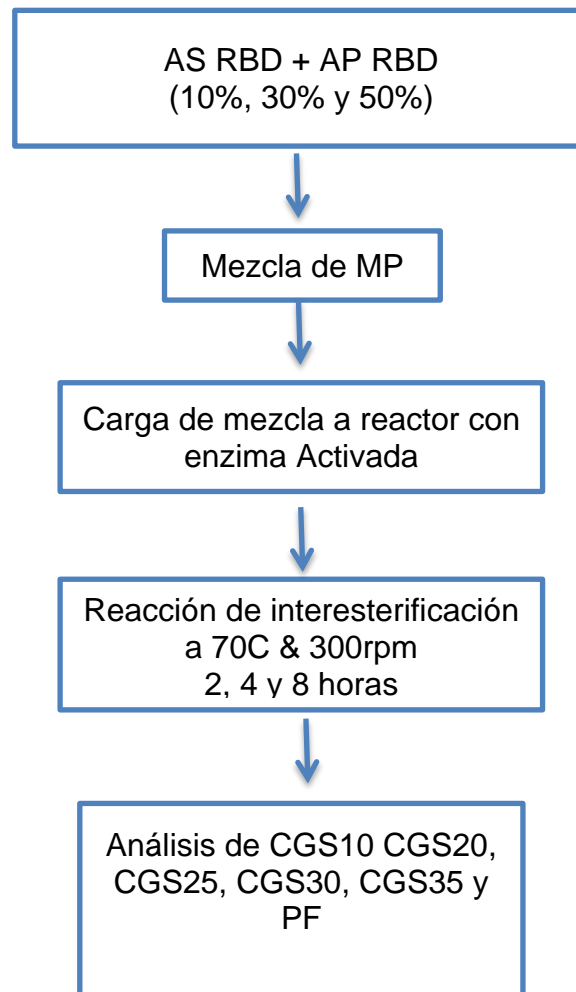 AS RBD + AP RBD
(10%, 30% y 50%)
Mezcla de MP
Carga de mezcla a reactor con
enzima Activada
Reacción de interesterificación
a 70C & 300rpm
2, 4 y 8 horas
Análisis de CGS10 CGS20,
CGS25, CGS30, CGS35 y
PF